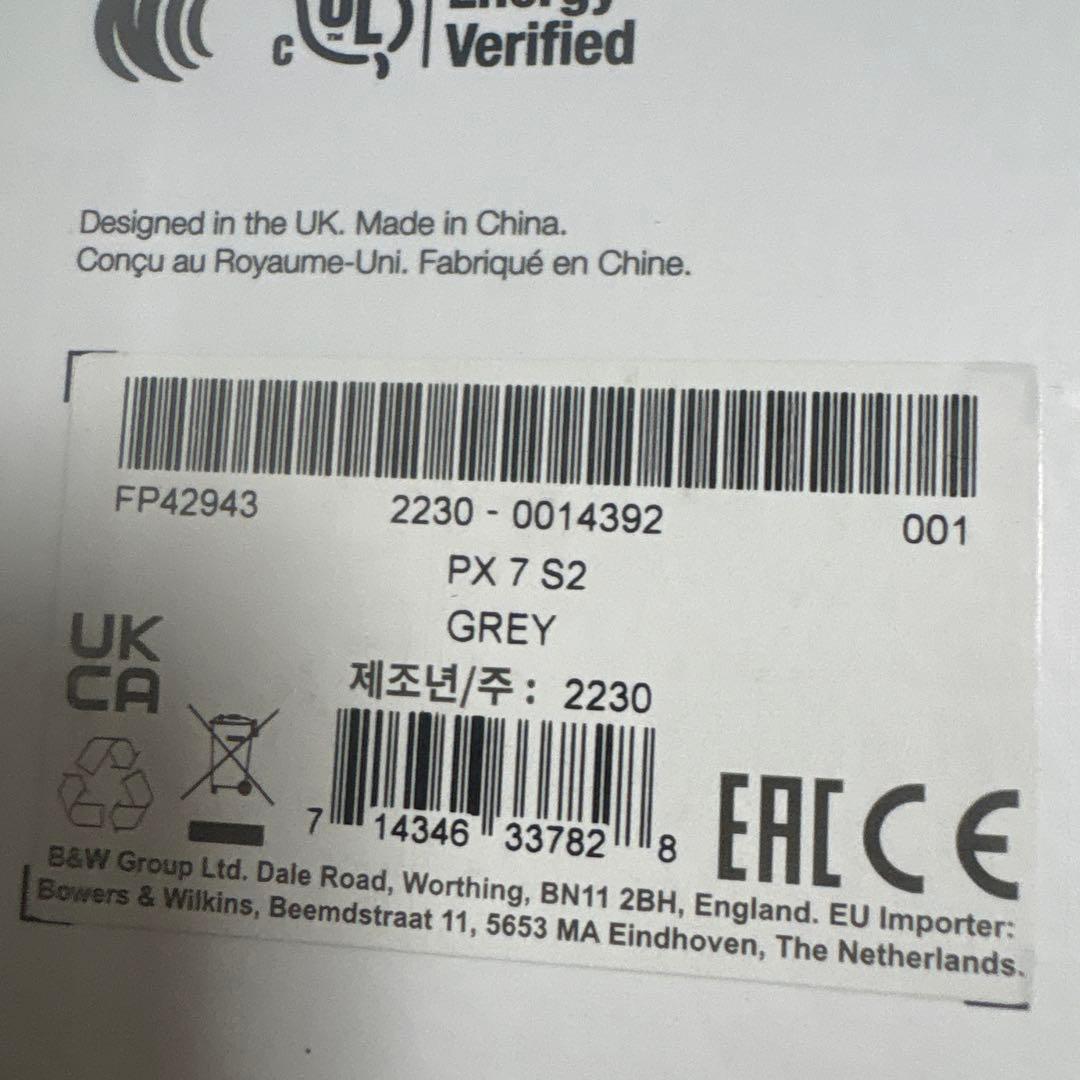 c UL™
Energy
Verified
Designed in the UK. Made in China.
Conçu au Royaume-Uni. Fabriqué en Chine.
FP42943 2230 - 0014392 001
PX 7 S2
GREY
제조년/주 : 2230
UK
CA
7 14346 33782 8
EAC CE
B&W Group Ltd. Dale Road, Worthing, BN11 2BH, England. EU Importer:
Bowers & Wilkins, Beemdstraat 11, 5653 MA Eindhoven, The Netherlands.